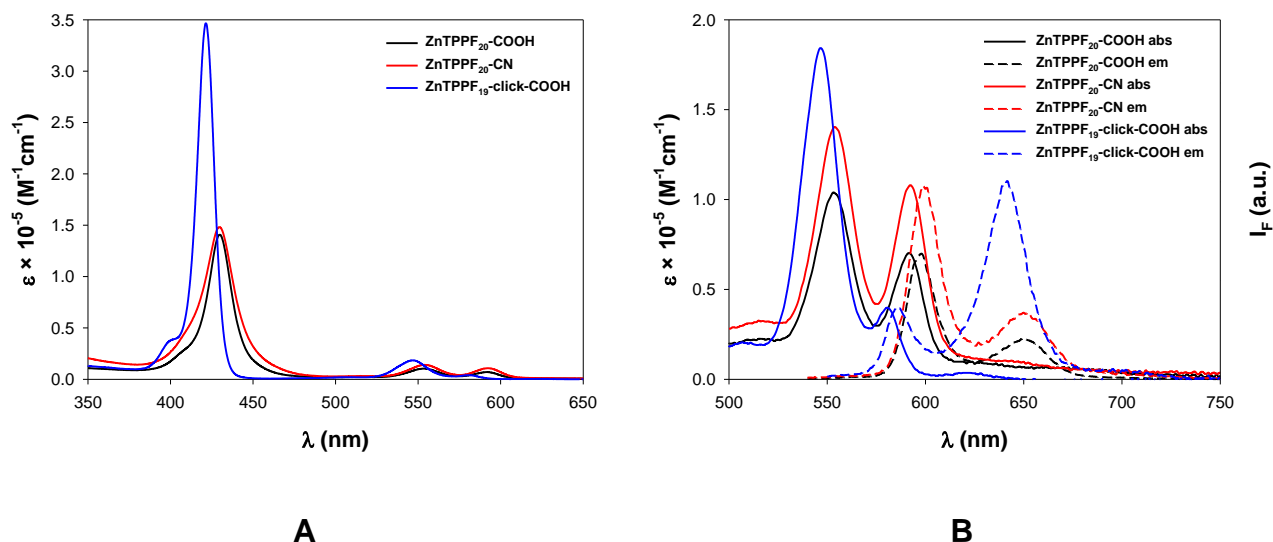 3.5
3.0
2.5
2.0
1.5
1.0
0.5
0.0
350
400
450
500
550
600
650
ε × 10⁻⁵ (M⁻¹cm⁻¹)
λ (nm)
ZnTPPF₂₀-COOH
ZnTPPF₂₀-CN
ZnTPPF₁₉-click-COOH
A
2.0
1.5
1.0
0.5
0.0
500
550
600
650
700
750
ε × 10⁻⁵ (M⁻¹cm⁻¹)
λ (nm)
I_F (a.u.)
ZnTPPF₂₀-COOH abs
ZnTPPF₂₀-COOH em
ZnTPPF₂₀-CN abs
ZnTPPF₂₀-CN em
ZnTPPF₁₉-click-COOH abs
ZnTPPF₁₉-click-COOH em
B